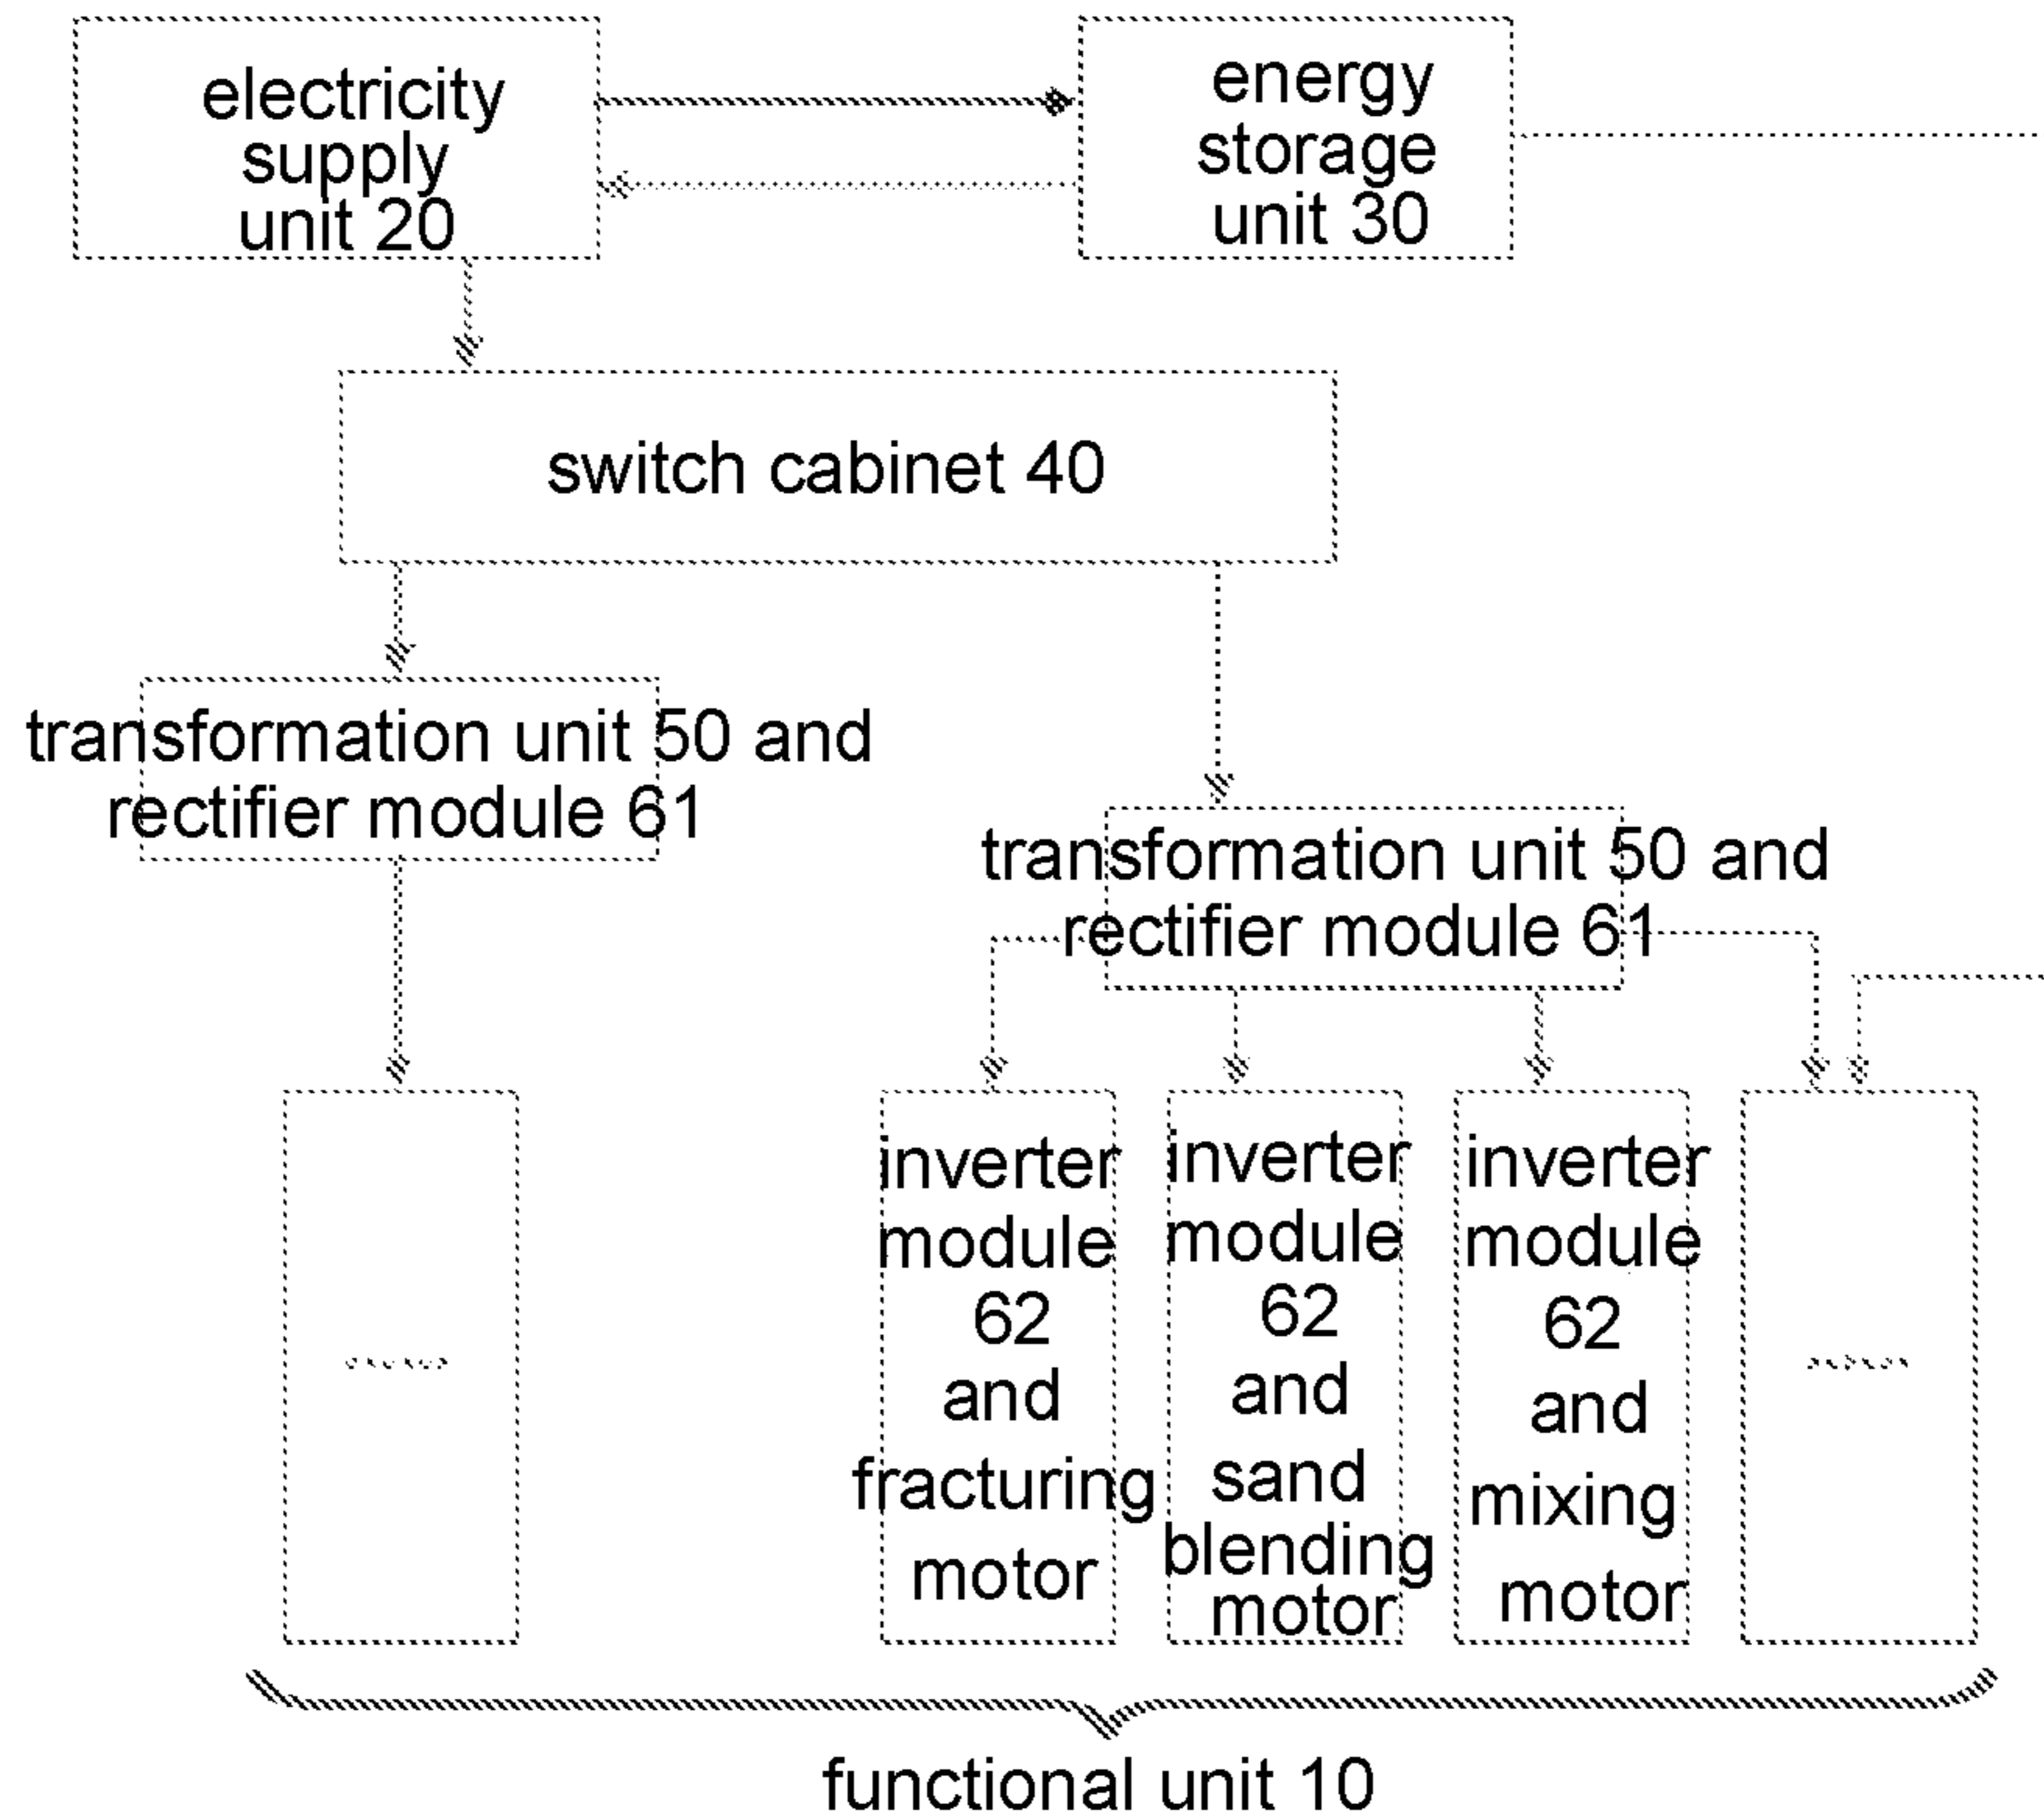 electricity
supply
unit 20
energy
storage
unit 30
switch cabinet 40
transformation unit 50 and
rectifier module 61
transformation unit 50 and
rectifier module 61
inverter
module
62
and
fracturing
motor
inverter
module
62
and
sand
blending
motor
inverter
module
62
and
mixing
motor
functional unit 10